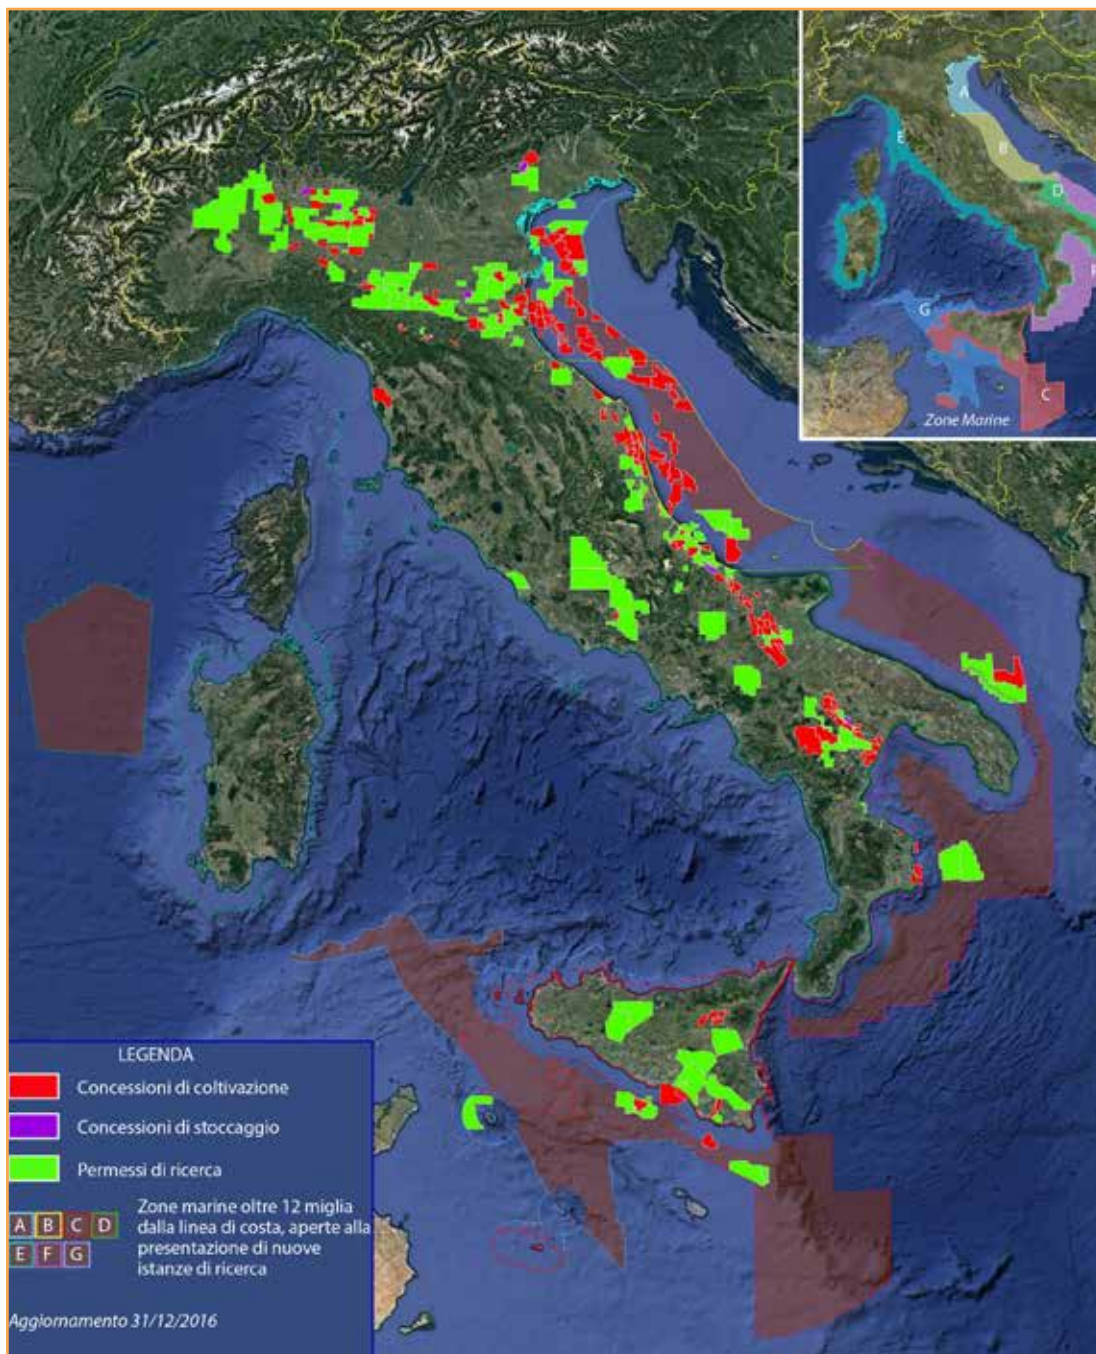 A
E
B
D
F
G
C
Zone Marine
LEGENDA
Concessioni di coltivazione
Concessioni di stoccaggio
Permessi di ricerca
A B C D
E F G
Zone marine oltre 12 miglia
dalla linea di costa, aperte alla
presentazione di nuove
istanze di ricerca
Aggiornamento 31/12/2016